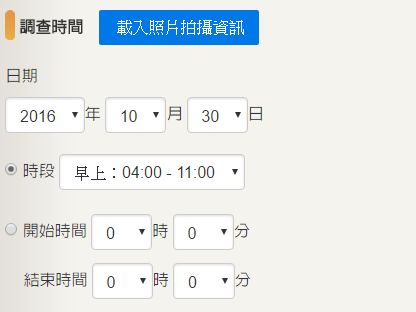 調查時間 載入照片拍攝資訊
日期
2016 年 10 月 30 日
時段 早上：04:00 - 11:00
開始時間 0 時 0 分
結束時間 0 時 0 分